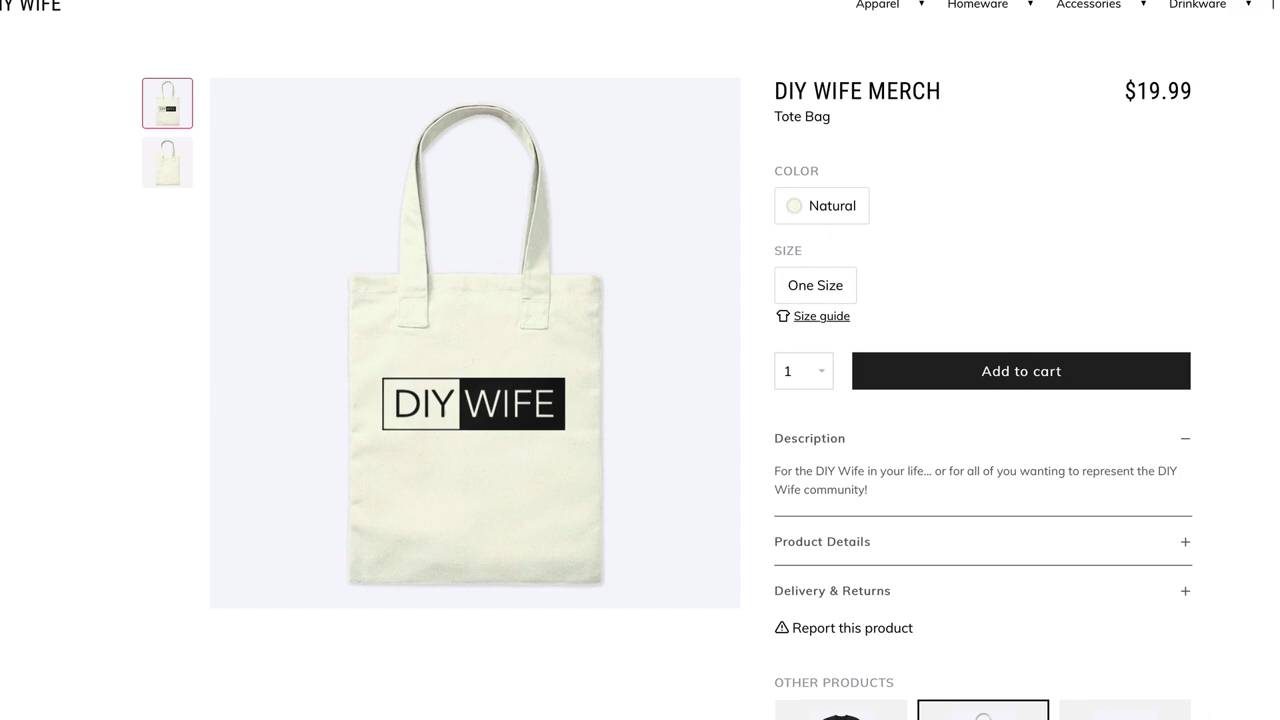 WIFE
Apparel ▼ Homeware ▼ Accessories ▼ Drinkware ▼
DIY WIFE
DIY WIFE MERCH $19.99
Tote Bag
COLOR
Natural
SIZE
One Size
Size guide
1 Add to cart
Description −
For the DIY Wife in your life... or for all of you wanting to represent the DIY
Wife community!
Product Details +
Delivery & Returns +
Report this product
OTHER PRODUCTS